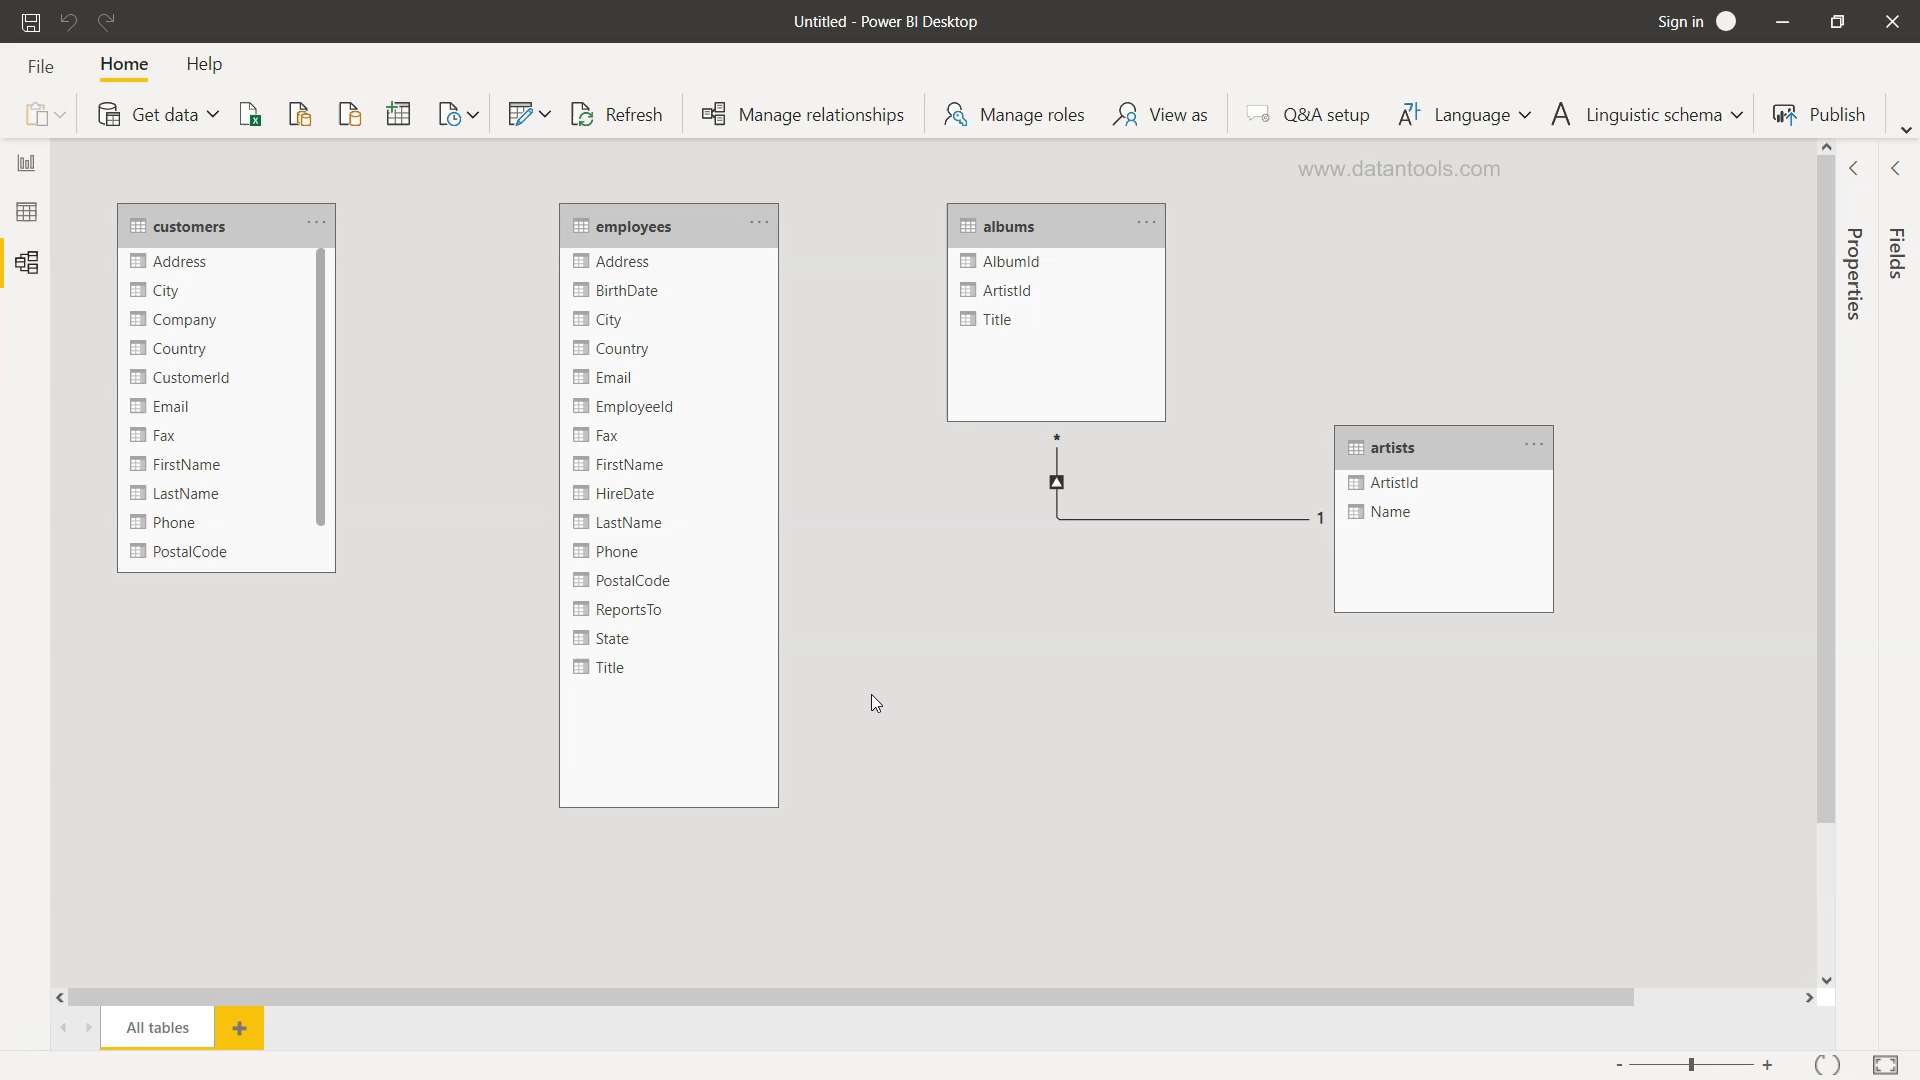 Untitled - Power BI Desktop
Sign in
File
Home
Help
Get data
Refresh
Manage relationships
Manage roles
View as
Q&A setup
Language
Linguistic schema
Publish
www.datantools.com
customers
Address
City
Company
Country
CustomerId
Email
Fax
FirstName
LastName
Phone
PostalCode
employees
Address
BirthDate
City
Country
Email
EmployeeId
Fax
FirstName
HireDate
LastName
Phone
PostalCode
ReportsTo
State
Title
albums
AlbumId
ArtistId
Title
*
1
artists
ArtistId
Name
Properties
Fields
All tables